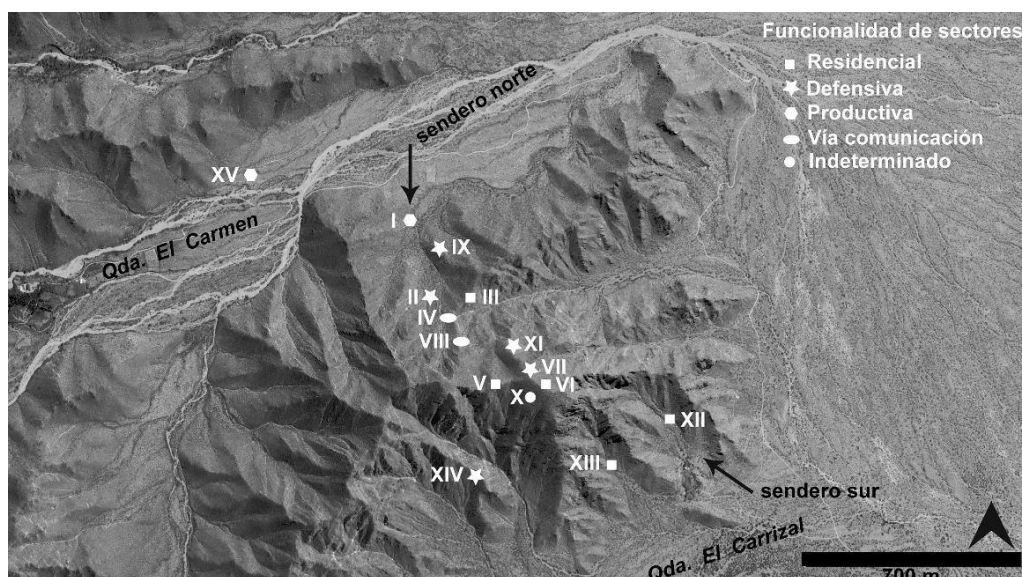 Funcionalidad de sectores
Residencial
Defensiva
Productiva
Vía comunicación
Indeterminado
sendero norte
XV
I
Qda. El Carmen
IX
II
III
IV
VIII
XI
VII
V
VI
X
XII
XIII
XIV
sendero sur
Qda. El Carrizal
700 m